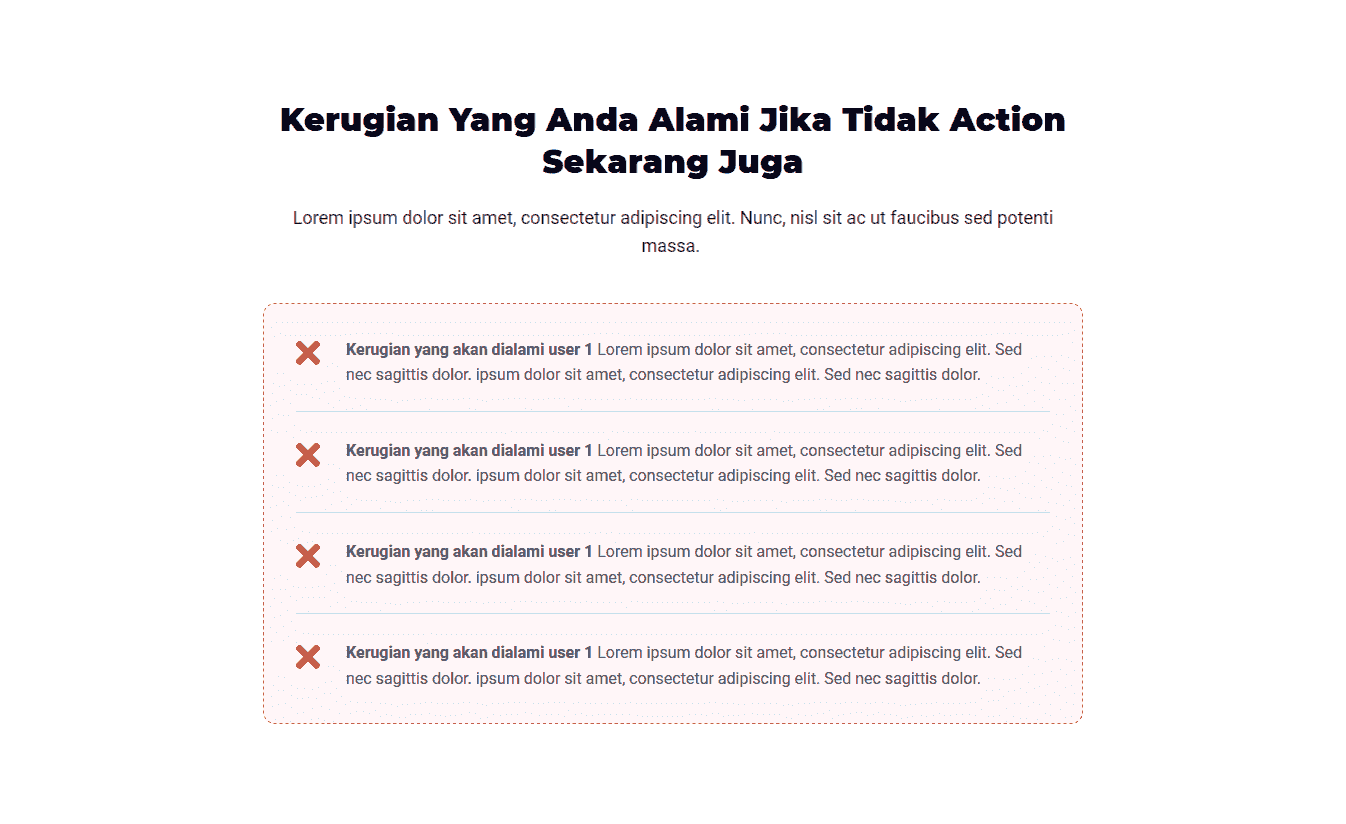 Kerugian Yang Anda Alami Jika Tidak Action
Sekarang Juga
Lorem ipsum dolor sit amet, consectetur adipiscing elit. Nunc, nisl sit ac ut faucibus sed potenti
massa.
Kerugian yang akan dialami user 1 Lorem ipsum dolor sit amet, consectetur adipiscing elit. Sed
nec sagittis dolor. ipsum dolor sit amet, consectetur adipiscing elit. Sed nec sagittis dolor.
Kerugian yang akan dialami user 1 Lorem ipsum dolor sit amet, consectetur adipiscing elit. Sed
nec sagittis dolor. ipsum dolor sit amet, consectetur adipiscing elit. Sed nec sagittis dolor.
Kerugian yang akan dialami user 1 Lorem ipsum dolor sit amet, consectetur adipiscing elit. Sed
nec sagittis dolor. ipsum dolor sit amet, consectetur adipiscing elit. Sed nec sagittis dolor.
Kerugian yang akan dialami user 1 Lorem ipsum dolor sit amet, consectetur adipiscing elit. Sed
nec sagittis dolor. ipsum dolor sit amet, consectetur adipiscing elit. Sed nec sagittis dolor.